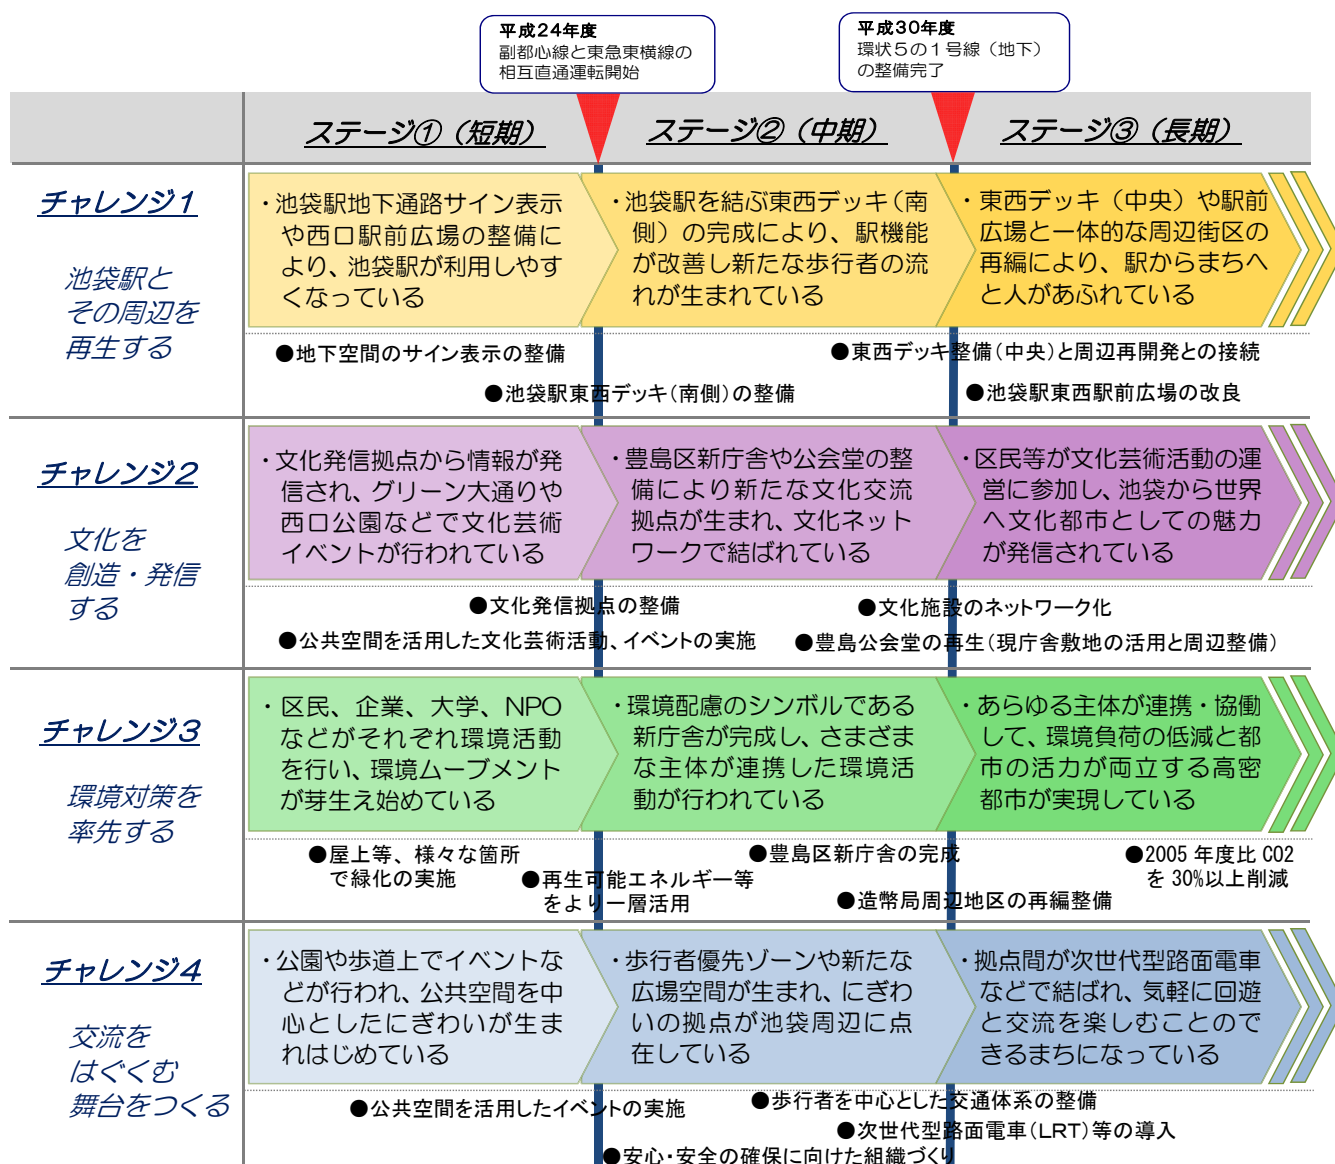 平成24年度
副都心線と東急東横線の
相互直通運転開始
平成30年度
環状5の1号線（地下）
の整備完了
ステージ①（短期）
ステージ②（中期）
ステージ③（長期）
チャレンジ1
池袋駅と
その周辺を
再生する
・池袋駅地下通路サイン表示
や西口駅前広場の整備に
より、池袋駅が利用しやす
くなっている
・池袋駅を結ぶ東西デッキ（南
側）の完成により、駅機能
が改善し新たな歩行者の流
れが生まれている
・東西デッキ（中央）や駅前
広場と一体的な周辺街区の
再編により、駅からまちへ
と人があふれている
●地下空間のサイン表示の整備
●東西デッキ整備（中央）と周辺再開発との接続
●池袋駅東西デッキ（南側）の整備
●池袋駅東西駅前広場の改良
チャレンジ2
文化を
創造・発信
する
・文化発信拠点から情報が発
信され、グリーン大通りや
西口公園などで文化芸術
イベントが行われている
・豊島区新庁舎や公会堂の整
備により新たな文化交流
拠点が生まれ、文化ネット
ワークで結ばれている
・区民等が文化芸術活動の運
営に参加し、池袋から世界
へ文化都市としての魅力
が発信されている
●文化発信拠点の整備
●文化施設のネットワーク化
●公共空間を活用した文化芸術活動、イベントの実施
●豊島公会堂の再生（現庁舎敷地の活用と周辺整備）
チャレンジ3
環境対策を
率先する
・区民、企業、大学、NPO
などがそれぞれ環境活動
を行い、環境ムーブメント
が芽生え始めている
・環境配慮のシンボルである
新庁舎が完成し、さまざま
な主体が連携した環境活
動が行われている
・あらゆる主体が連携・協働
して、環境負荷の低減と都
市の活力が両立する高密
都市が実現している
●屋上等、様々な箇所
で緑化の実施
●再生可能エネルギー等
をより一層活用
●豊島区新庁舎の完成
●造幣局周辺地区の再編整備
●2005年度比CO2
を30%以上削減
チャレンジ4
交流を
はぐくむ
舞台をつくる
・公園や歩道上でイベントな
どが行われ、公共空間を中
心としたにぎわいが生ま
れはじめている
・歩行者優先ゾーンや新たな
広場空間が生まれ、にぎわ
いの拠点が池袋周辺に点
在している
・拠点間が次世代型路面電車
などで結ばれ、気軽に回遊
と交流を楽しむことので
きるまちになっている
●公共空間を活用したイベントの実施
●歩行者を中心とした交通体系の整備
●次世代型路面電車（LRT）等の導入
●安心・安全の確保に向けた組織づくり